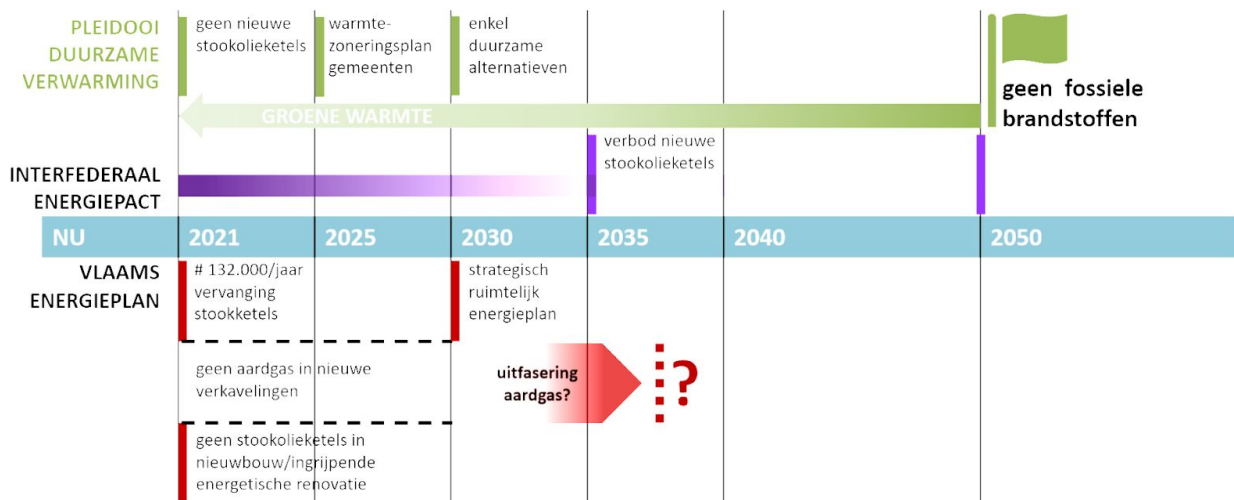 PLEIDOOI
DUURZAME
VERWARMING
geen nieuwe
stookolieketels
warmte-
zoneringsplan
gemeenten
enkel
duurzame
alternatieven
geen fossiele
brandstoffen
GROENE WARMTE
verbod nieuwe
stookolieketels
INTERFEDERAAL
ENERGIEPACT
NU 2021 2025 2030 2035 2040 2050
VLAAMS
ENERGIEPLAN
# 132.000/jaar
vervanging
stookketels
strategisch
ruimtelijk
energieplan
geen aardgas in nieuwe
verkavelingen
uitfasering
aardgas?
?
geen stookolieketels in
nieuwbouw/ingrijpende
energetische renovatie